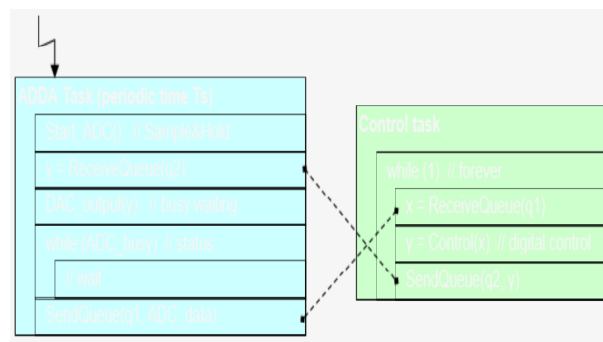 ADDA Task (periodic time Ts)
Start_ADC() // Sample&Hold
y = ReceiveQueue(q2)
DAC_output(y) // busy waiting
while (ADC_busy) // status
// wait
SendQueue(q1, ADC_data)
Control task
while (1) // forever
x = ReceiveQueue(q1)
y = Control(x) // digital control
SendQueue(q2, y)